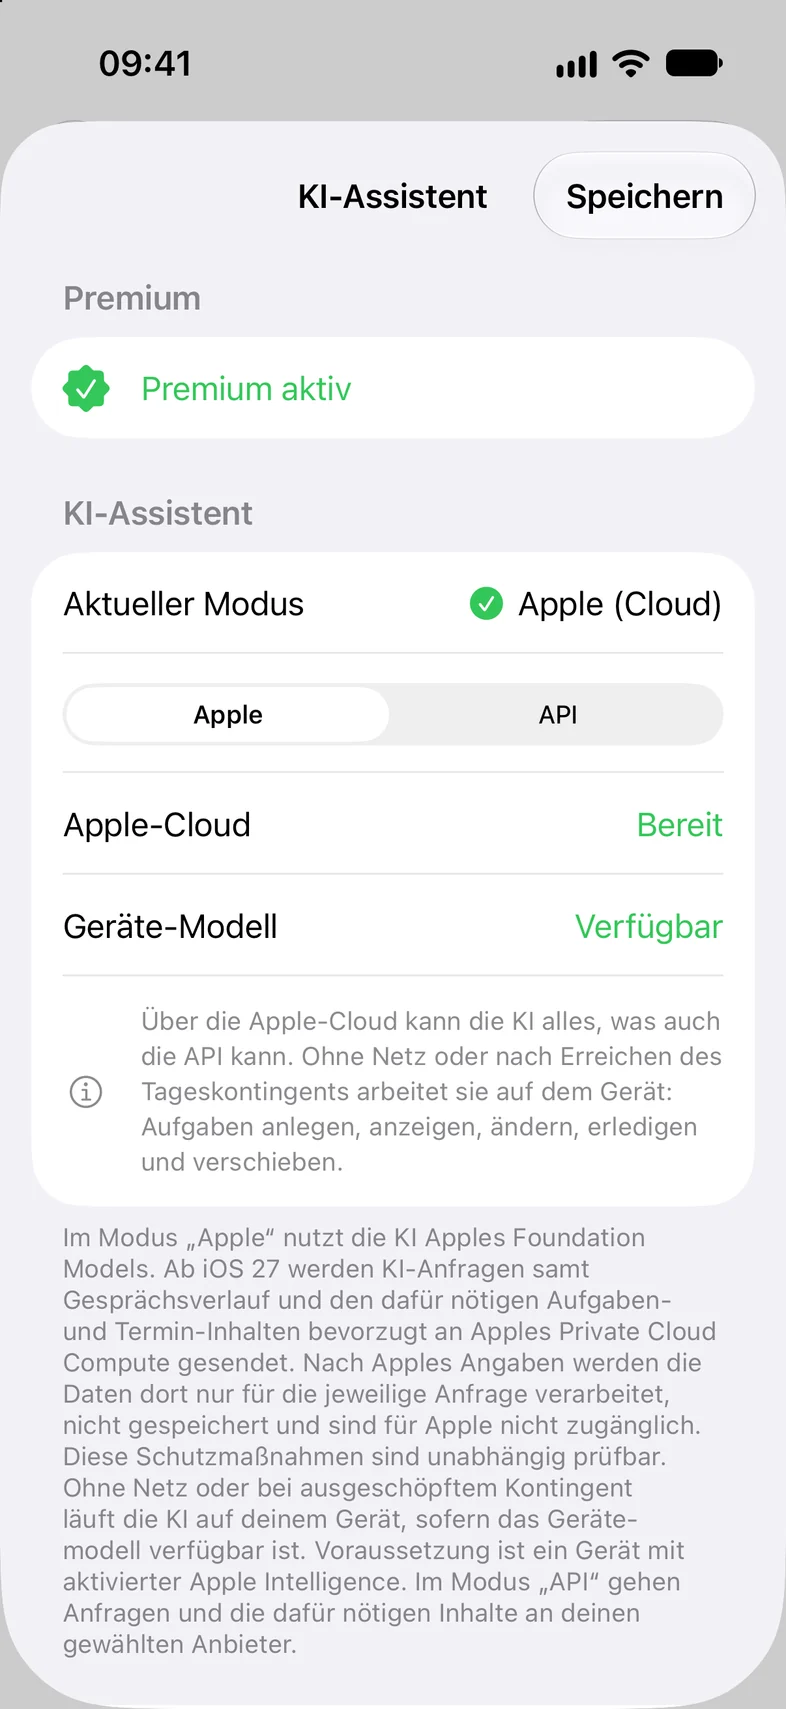 09:41
KI-Assistent
Speichern
Premium
Premium aktiv
KI-Assistent
Aktueller Modus
Apple (Cloud)
Apple
API
Apple-Cloud
Bereit
Geräte-Modell
Verfügbar
Über die Apple-Cloud kann die KI alles, was auch
die API kann. Ohne Netz oder nach Erreichen des
Tageskontingents arbeitet sie auf dem Gerät:
Aufgaben anlegen, anzeigen, ändern, erledigen
und verschieben.
Im Modus „Apple“ nutzt die KI Apples Foundation
Models. Ab iOS 27 werden KI-Anfragen samt
Gesprächsverlauf und den dafür nötigen Aufgaben-
und Termin-Inhalten bevorzugt an Apples Private Cloud
Compute gesendet. Nach Apples Angaben werden die
Daten dort nur für die jeweilige Anfrage verarbeitet,
nicht gespeichert und sind für Apple nicht zugänglich.
Diese Schutzmaßnahmen sind unabhängig prüfbar.
Ohne Netz oder bei ausgeschöpftem Kontingent
läuft die KI auf deinem Gerät, sofern das Geräte-
modell verfügbar ist. Voraussetzung ist ein Gerät mit
aktivierter Apple Intelligence. Im Modus „API“ gehen
Anfragen und die dafür nötigen Inhalte an deinen
gewählten Anbieter.